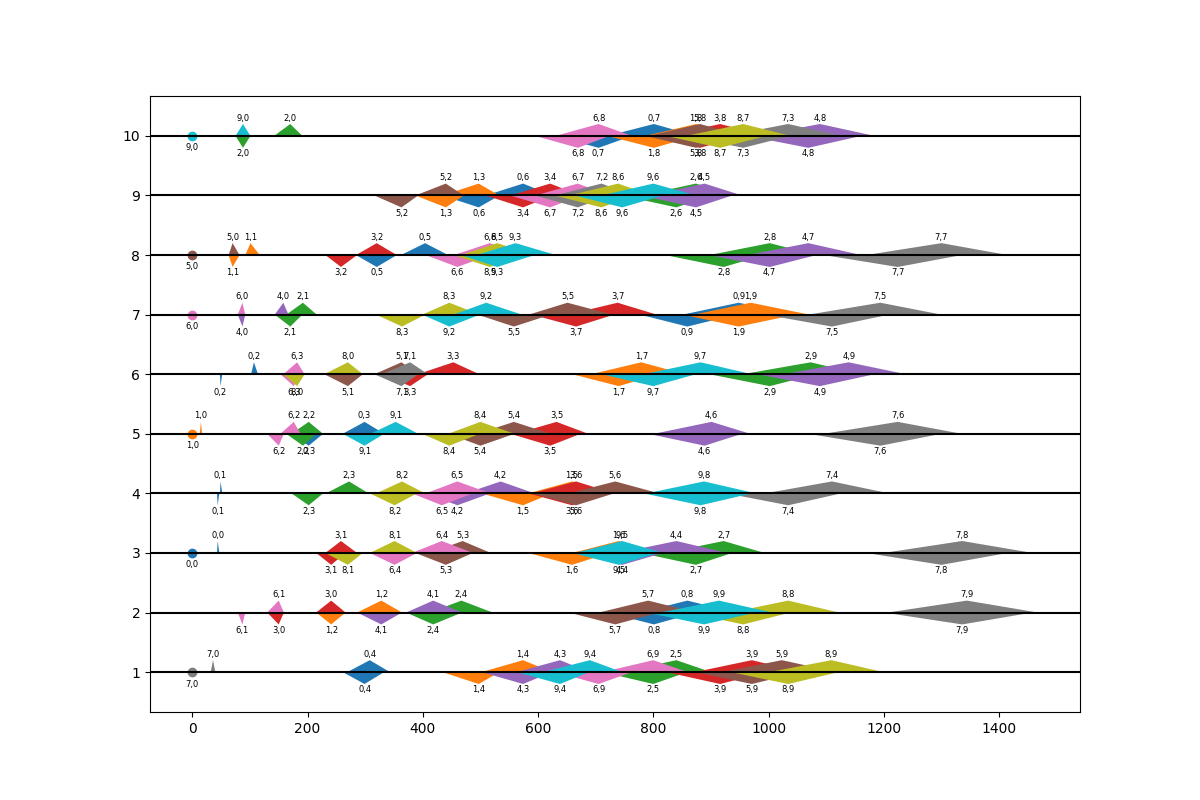 10 9,0 2,0 6,8 0,7 3,8 8,7 7,3 4,8
9,0 2,0 6,8 0,7 1,8 8,7 7,3 4,8
9 5,2 1,3 0,6 3,4 6,7 7,2 8,6 9,6 4,5
5,2 1,3 0,6 3,4 6,7 7,2 8,6 9,6 2,6 4,5
8 5,0 1,1 3,2 0,5 9,3 2,8 4,7 7,7
5,0 1,1 3,2 0,5 6,6 9,3 2,8 4,7 7,7
7 6,0 4,0 2,1 8,3 9,2 5,5 3,7 0,9 1,9 7,5
6,0 4,0 2,1 8,3 9,2 5,5 3,7 0,9 1,9 7,5
6 0,2 6,3 8,0 7,1 3,3 1,7 9,7 2,9 4,9
0,2 5,1 3,3 1,7 9,7 2,9 4,9
5 1,0 6,2 2,2 0,3 9,1 8,4 5,4 3,5 4,6 7,6
1,0 6,2 0,3 9,1 8,4 5,4 3,5 4,6 7,6
4 0,1 2,3 8,2 6,5 4,2 5,6 9,8 7,4
0,1 2,3 8,2 6,5 4,2 1,5 5,6 9,8 7,4
3 0,0 3,1 8,1 6,4 5,3 4,4 2,7 7,8
0,0 3,1 8,1 6,4 5,3 1,6 4,4 2,7 7,8
2 6,1 3,0 1,2 4,1 2,4 5,7 0,8 9,9 8,8 7,9
6,1 3,0 1,2 4,1 2,4 5,7 0,8 9,9 8,8 7,9
1 7,0 0,4 1,4 4,3 9,4 6,9 2,5 3,9 5,9 8,9
7,0 0,4 1,4 4,3 9,4 6,9 2,5 3,9 5,9 8,9
0 200 400 600 800 1000 1200 1400